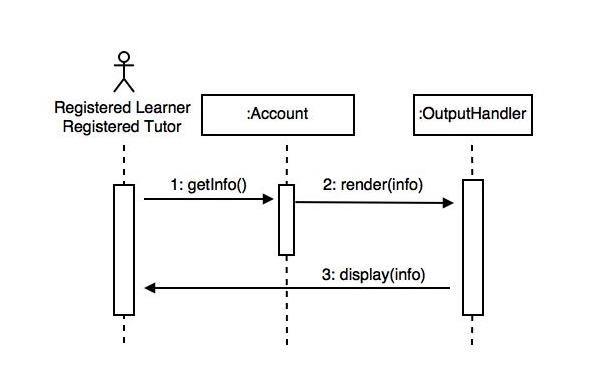 Registered Learner
Registered Tutor
:Account
:OutputHandler
1: getInfo()
2: render(info)
3: display(info)